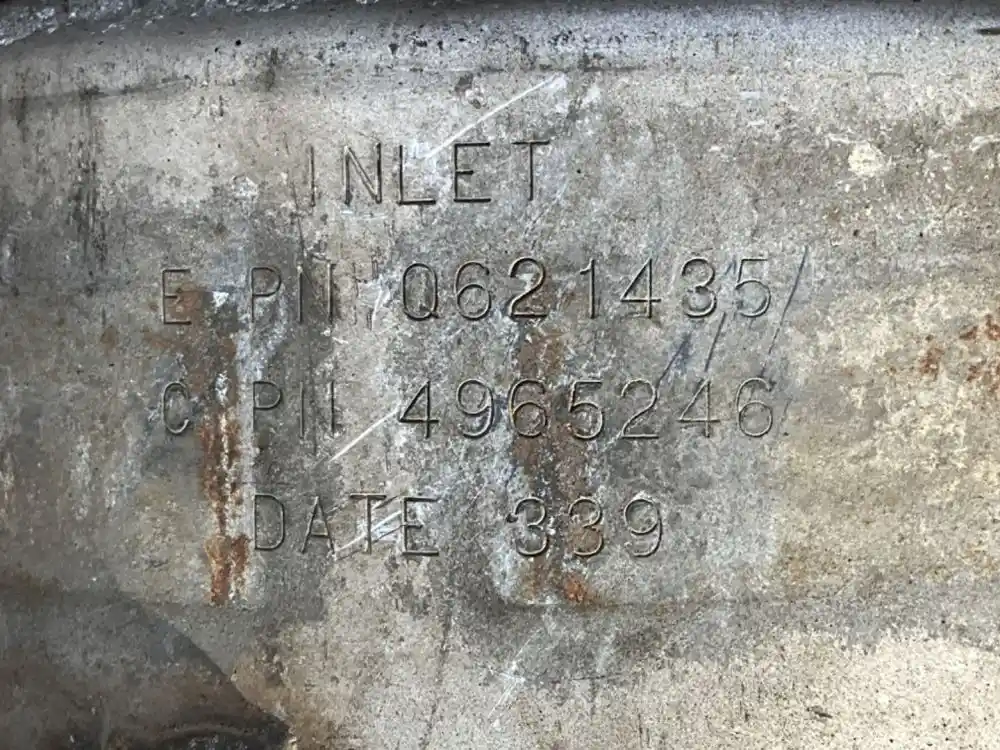 INLET
E PN Q621435
C PN 4965246
DATE 339